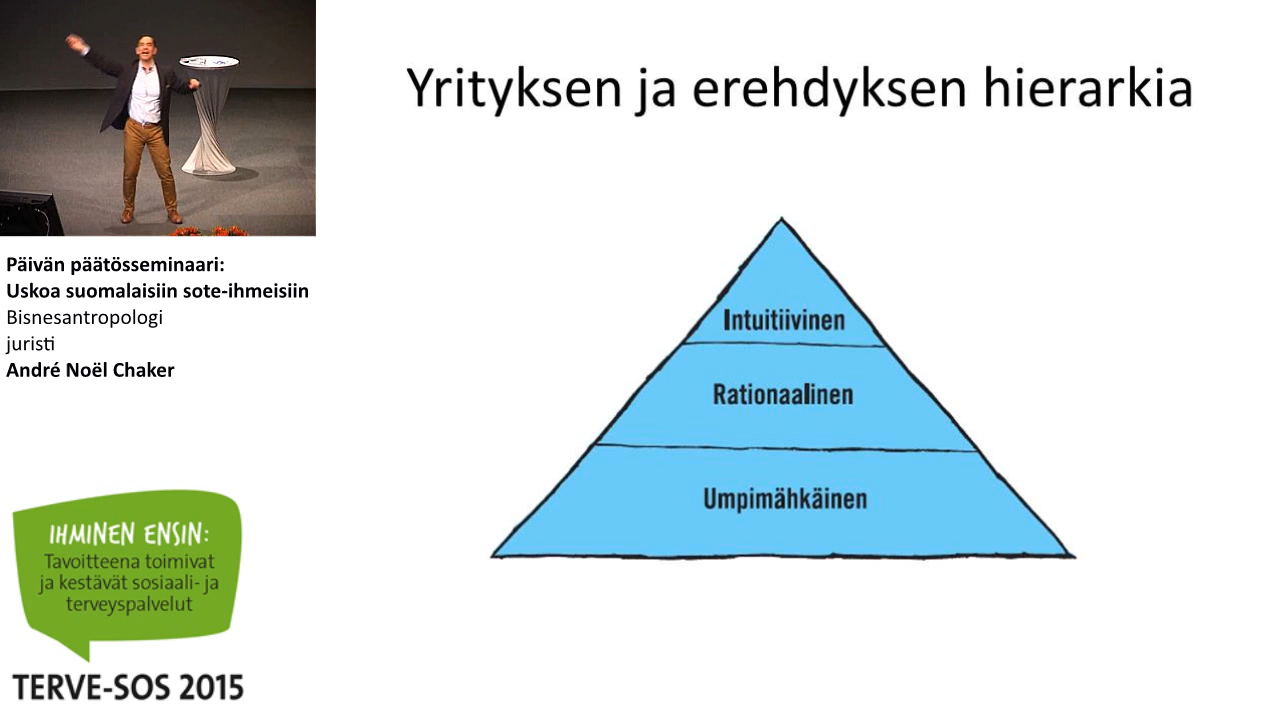 Yrityksen ja erehdyksen hierarkia
Intuitiivinen
Rationaalinen
Umpimähkäinen
Päivän päätösseminaari:
Uskoa suomalaisiin sote-ihmeisiin
Bisnesantropologi
juristi
André Noël Chaker
IHMINEN ENSIN:
Tavoitteena toimivat
ja kestävät sosiaali- ja
terveyspalvelut
TERVE-SOS 2015